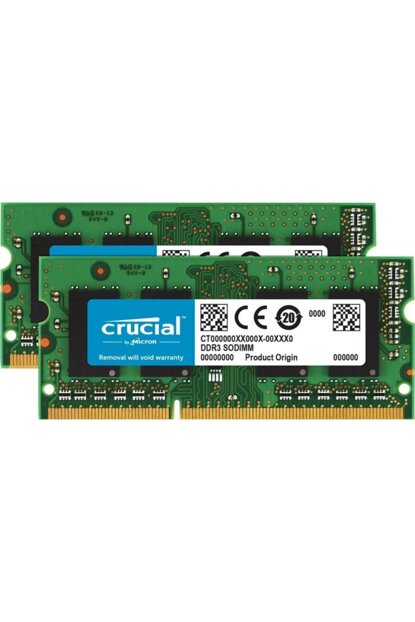 crucial
by Micron
Removal will void warranty
0000
CE
20
CT000000XX000X-00XXX0
DDR3 SODIMM
00000000 Product Origin 000000